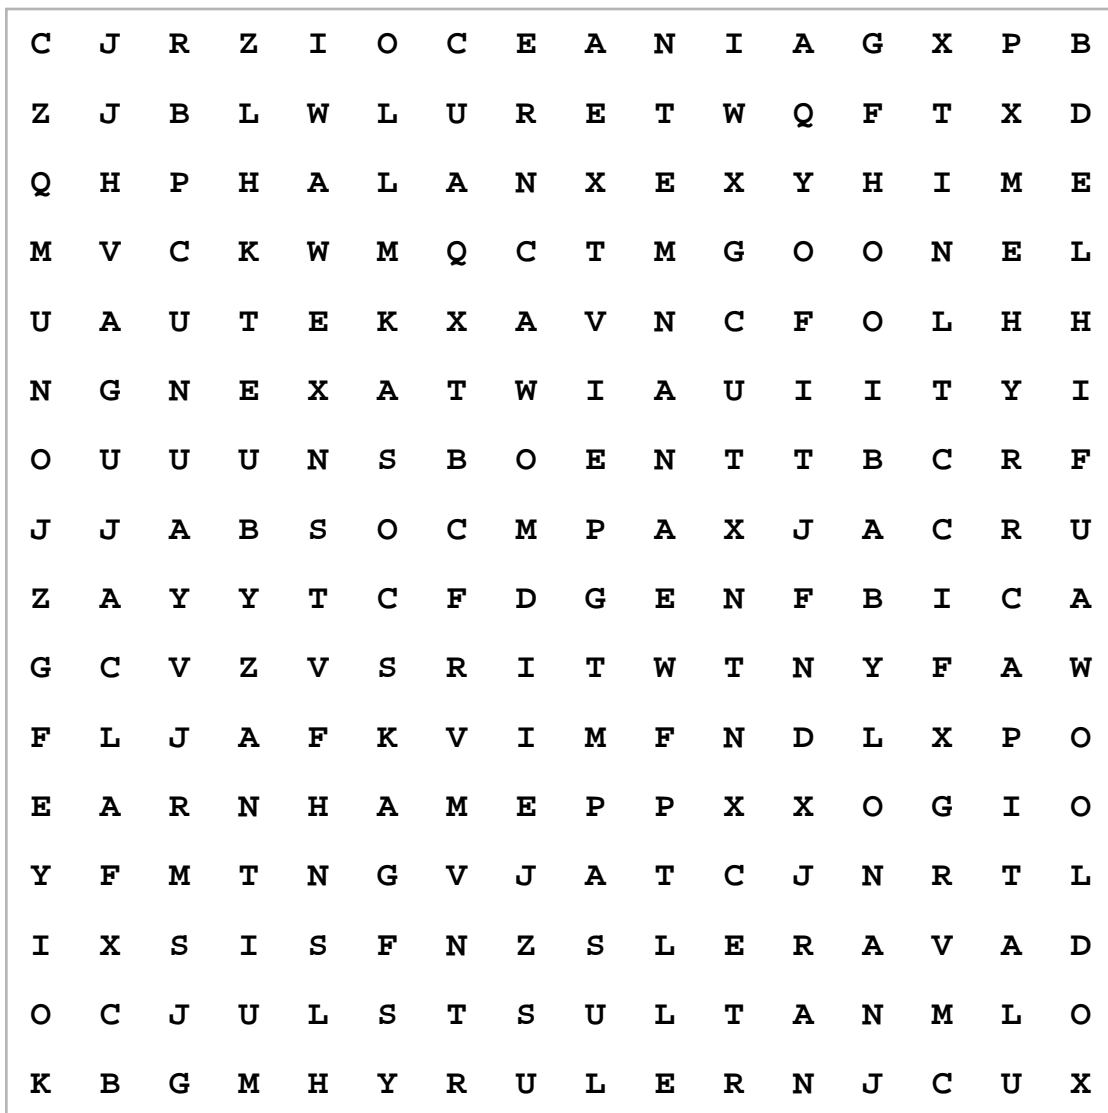 C J R Z I O C E A N I A G X P B
Z J B L W L U R E T W Q F T X D
Q H P H A L A N X E X Y H I M E
M V C K W M Q C T M G O O N E L
U A U T E K X A V N C F O L H H
N G N E X A T W I A U I I T Y I
O U U U N S B O E N T T B C R F
J J A B S O C M P A X J A C R U
Z A Y Y T C F D G E N F B I C A
G C V Z V S R I T W T N Y F A W
F L J A F K V I M F N D L X P O
E A R N H A M E P P X X O G I O
Y F M T N G V J A T C J N R T L
I X S I S F N Z S L E R A V A D
O C J U L S T S U L T A N M L O
K B G M H Y R U L E R N J C U X